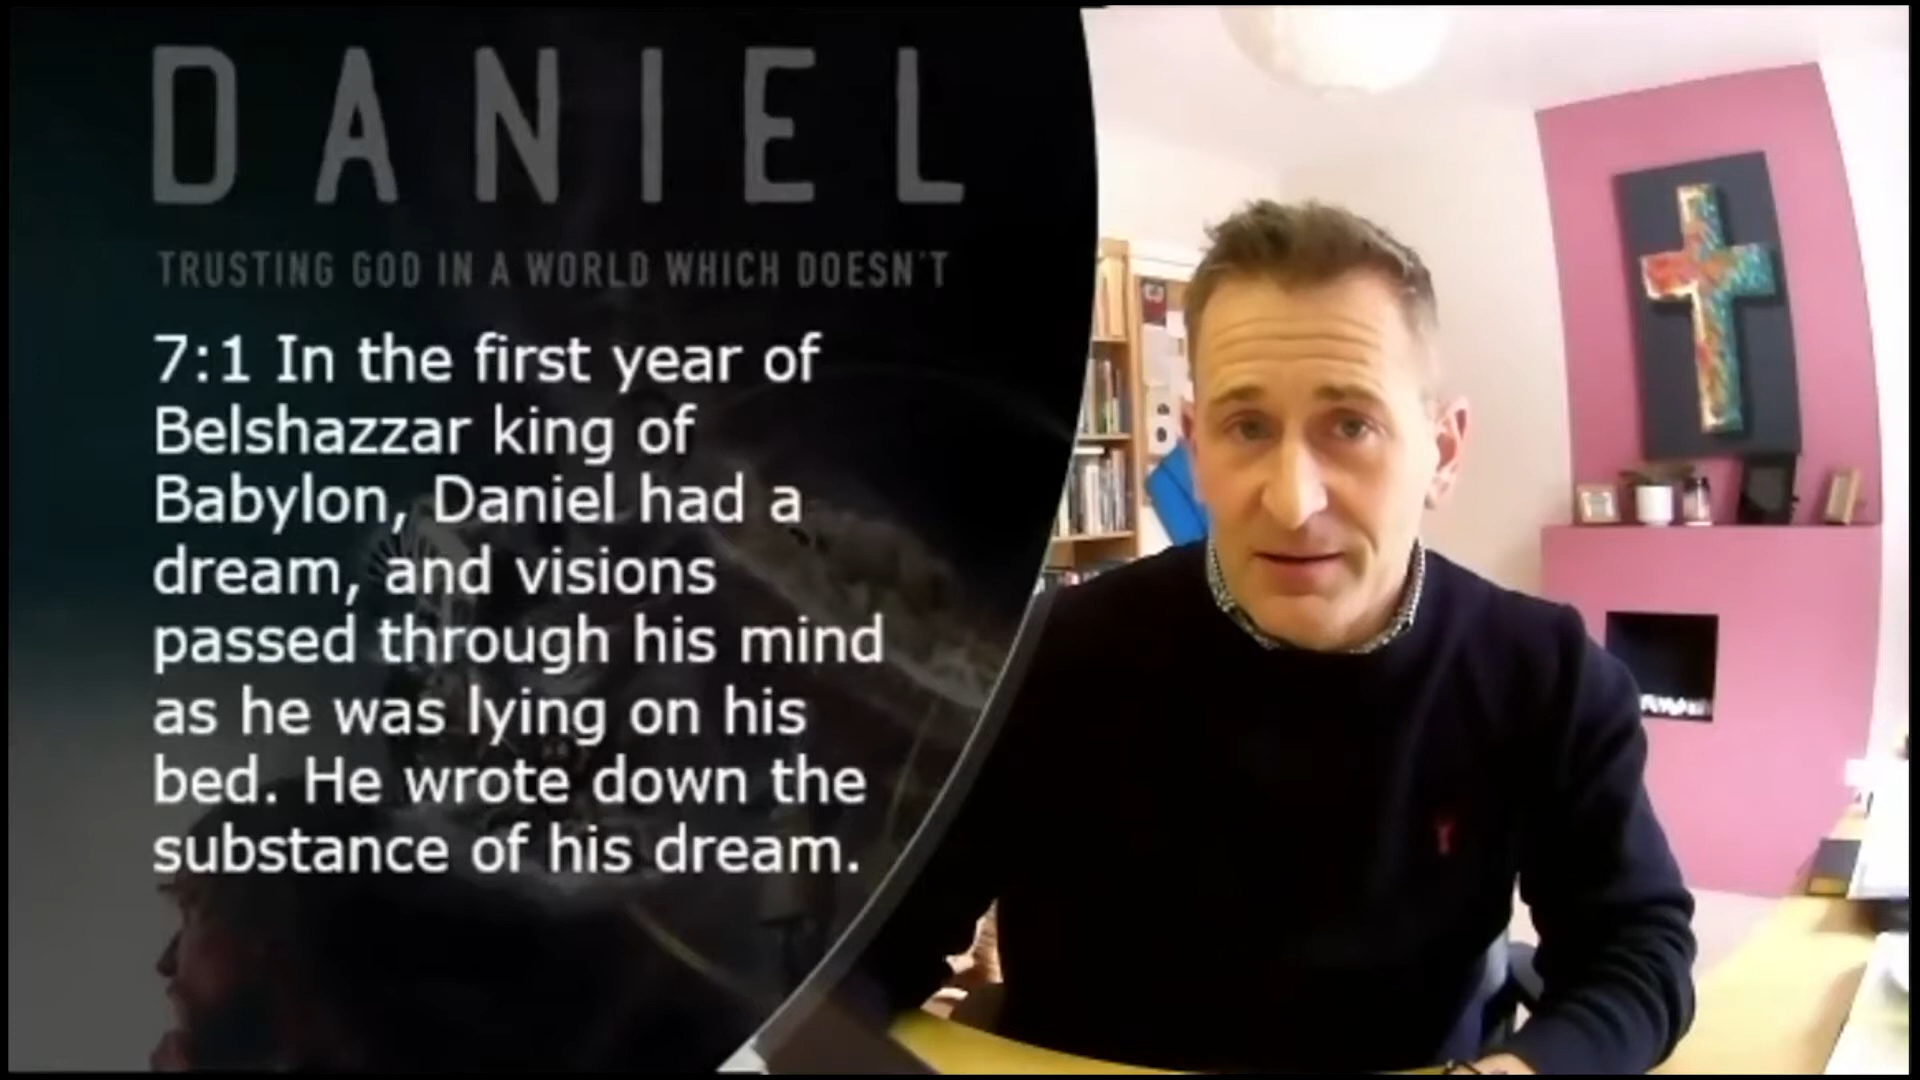 DANIEL
TRUSTING GOD IN A WORLD WHICH DOESN'T
7:1 In the first year of
Belshazzar king of
Babylon, Daniel had a
dream, and visions
passed through his mind
as he was lying on his
bed. He wrote down the
substance of his dream.